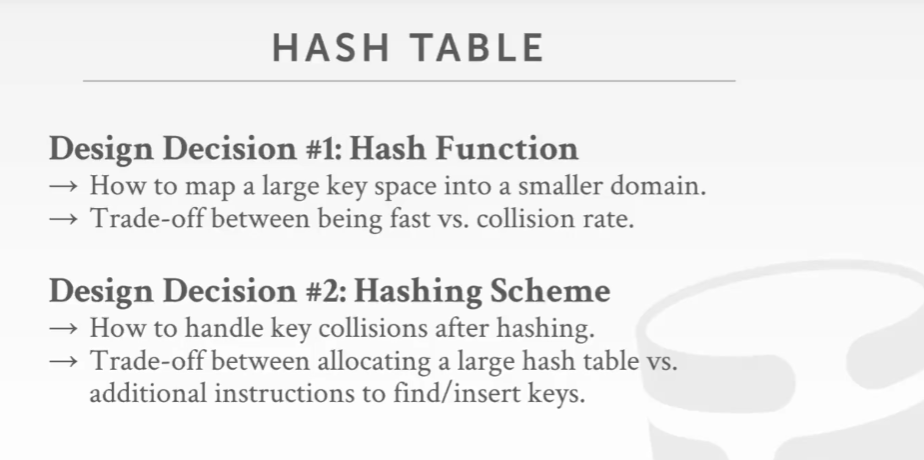 HASH TABLE
Design Decision #1: Hash Function
→ How to map a large key space into a smaller domain.
→ Trade-off between being fast vs. collision rate.
Design Decision #2: Hashing Scheme
→ How to handle key collisions after hashing.
→ Trade-off between allocating a large hash table vs.
additional instructions to find/insert keys.